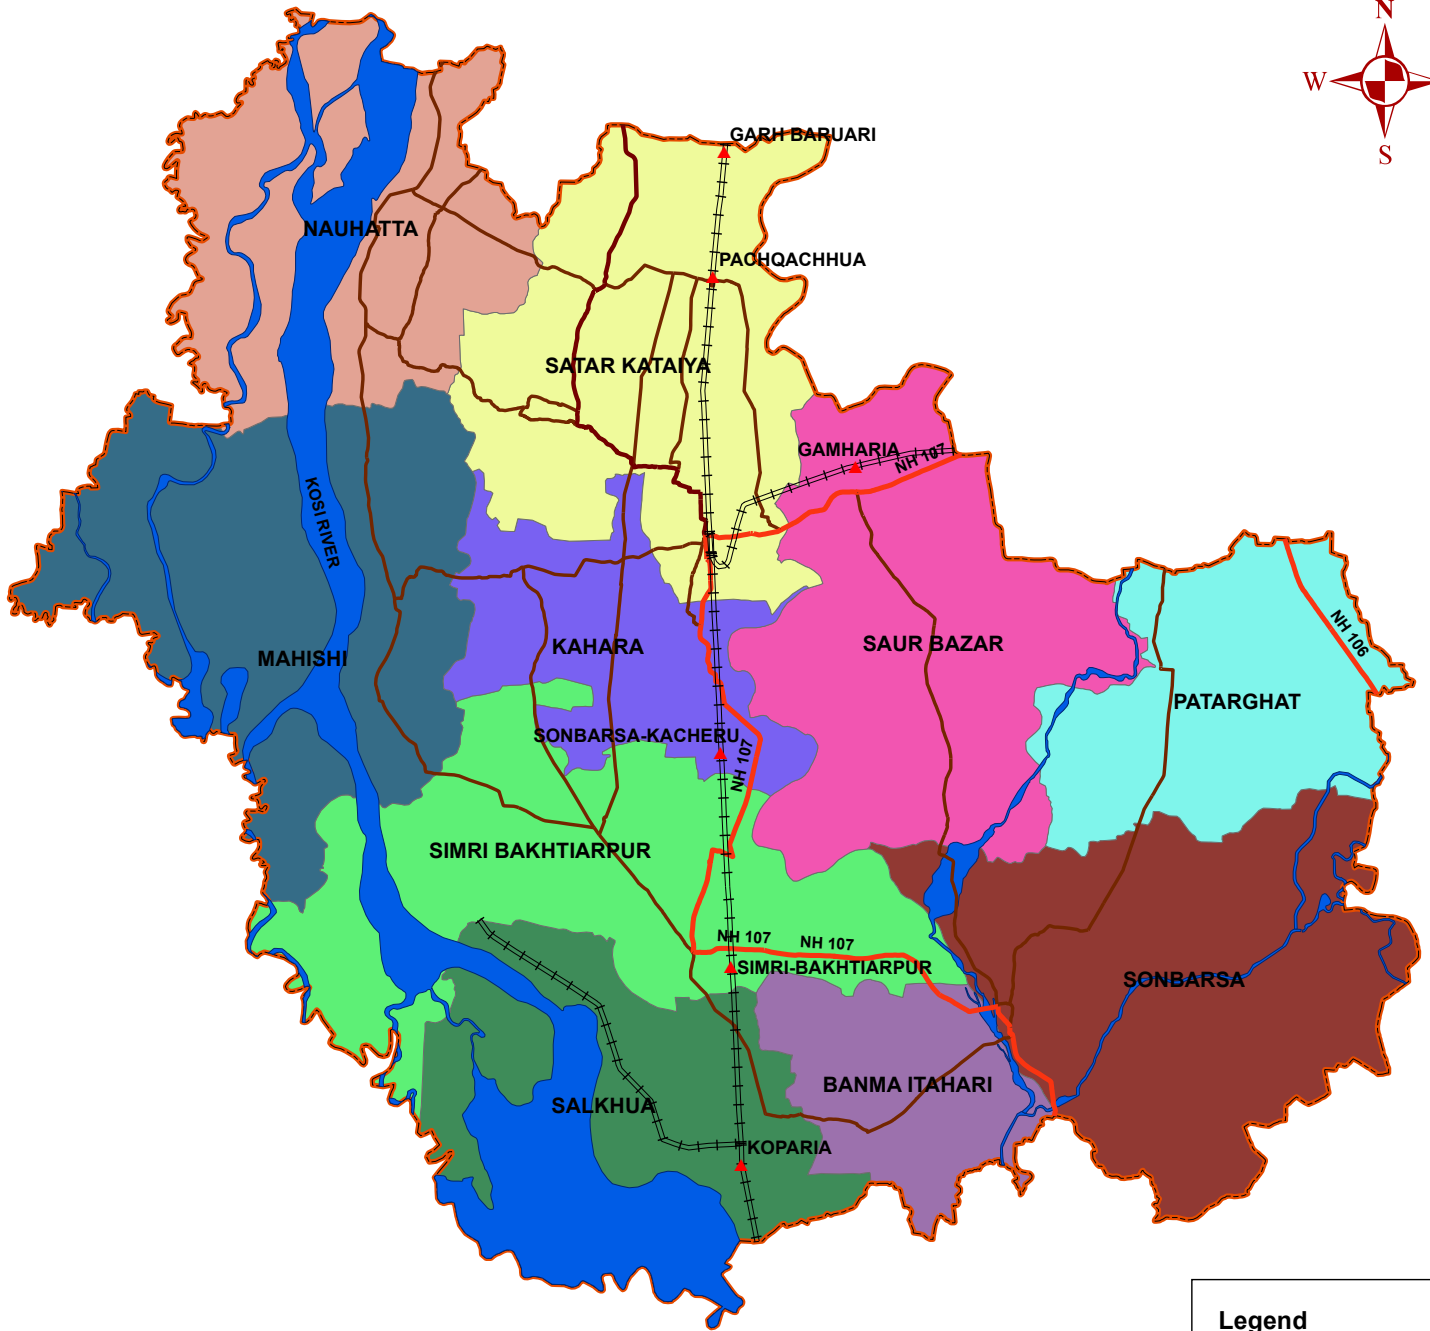 N
W
S
GARH BARUARI
NAUHATTA
PACHQACHHUA
SATAR KATAIYA
GAMHARIA
NH 107
KOSI RIVER
NH 106
MAHISHI
KAHARA
SAUR BAZAR
PATARGHAT
SONBARSA-KACHERU
NH 107
SIMRI BAKHTIARPUR
NH 107
NH 107
SIMRI-BAKHTIARPUR
SONBARSA
BANMA ITAHARI
SALKHUA
KOPARIA
Legend